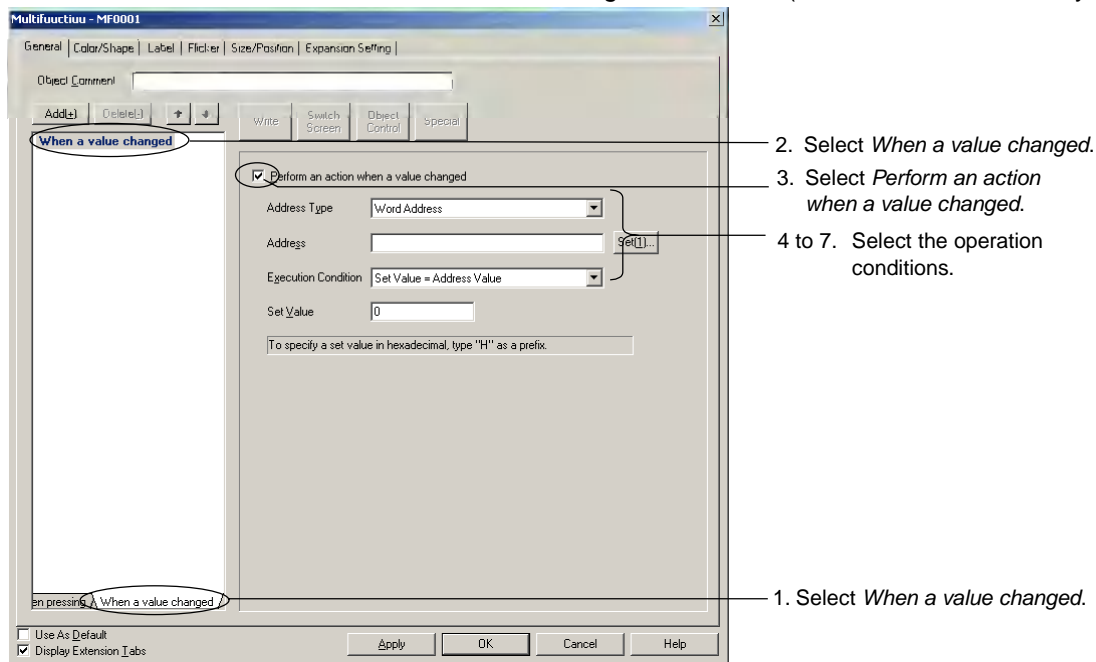 Multifuuctiuu - MF0001
General Color/Shape Label Flicker Size/Position Expansion Setting
Object Comment
Add(+) Delete(-)
Write Switch Screen Object Control Special
When a value changed
2. Select When a value changed.
Perform an action when a value changed
3. Select Perform an action
when a value changed.
Address Type Word Address
Address Set(1)...
4 to 7. Select the operation
conditions.
Execution Condition Set Value = Address Value
Set Value 0
To specify a set value in hexadecimal, type "H" as a prefix.
en pressing When a value changed
1. Select When a value changed.
Use As Default
Display Extension Tabs
Apply OK Cancel Help